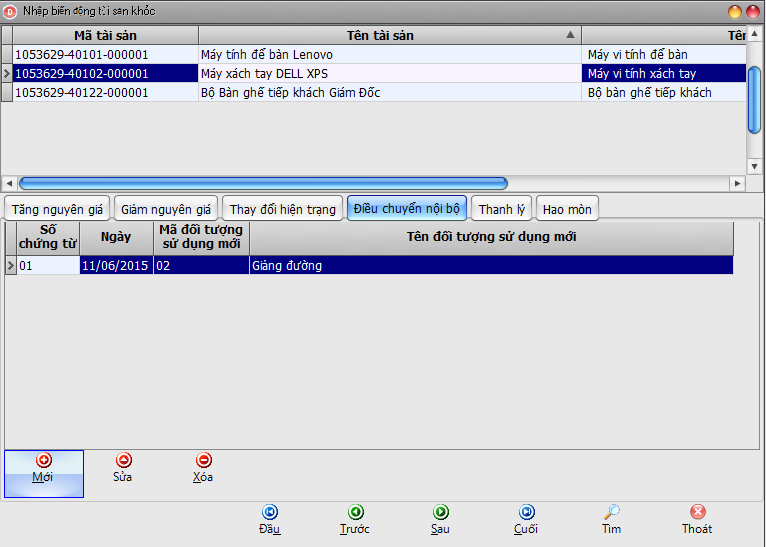 Nhập biến động tài sản khác
Mã tài sản Tên tài sản Tên
1053629-40101-000001 Máy tính để bàn Lenovo Máy vi tính để bàn
1053629-40102-000001 Máy xách tay DELL XPS Máy vi tính xách tay
1053629-40122-000001 Bộ Bàn ghế tiếp khách Giám Đốc Bộ bàn ghế tiếp khách
Tăng nguyên giá Giảm nguyên giá Thay đổi hiện trạng Điều chuyển nội bộ Thanh lý Hao mòn
Số chứng từ Ngày Mã đối tượng sử dụng mới Tên đối tượng sử dụng mới
01 11/06/2015 02 Giảng đường
Mới Sửa Xóa
Đầu Trước Sau Cuối Tìm Thoát